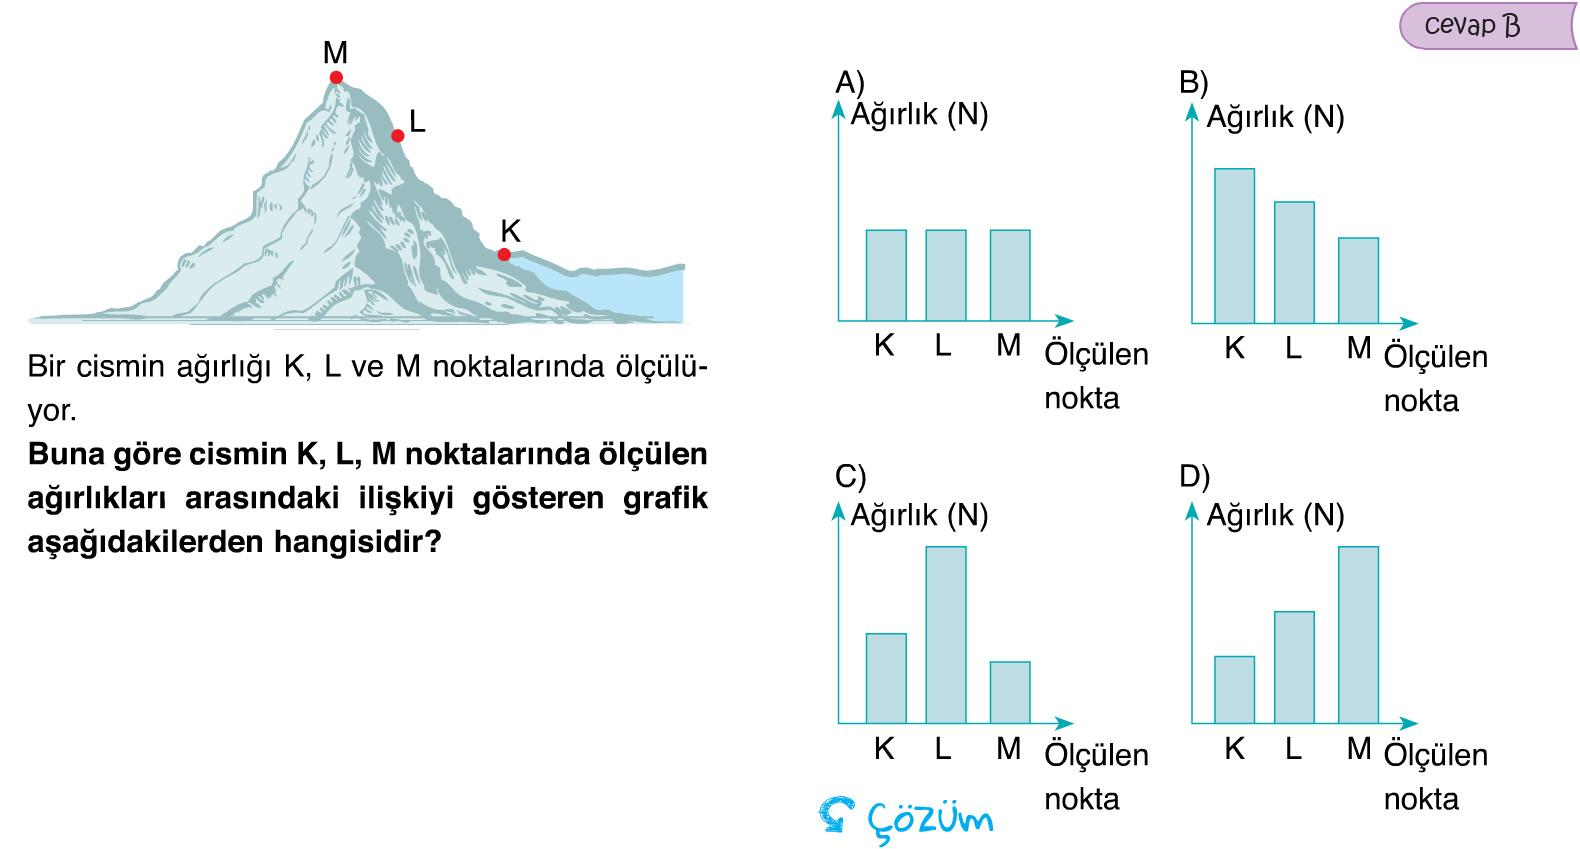 cevap B
M
L
K
Bir cismin ağırlığı K, L ve M noktalarında ölçülü-
yor.
Buna göre cismin K, L, M noktalarında ölçülen
ağırlıkları arasındaki ilişkiyi gösteren grafik
aşağıdakilerden hangisidir?
A)
Ağırlık (N)
K L M Ölçülen
nokta
B)
Ağırlık (N)
K L M Ölçülen
nokta
C)
Ağırlık (N)
K L M Ölçülen
nokta
D)
Ağırlık (N)
K L M Ölçülen
nokta
çözüm